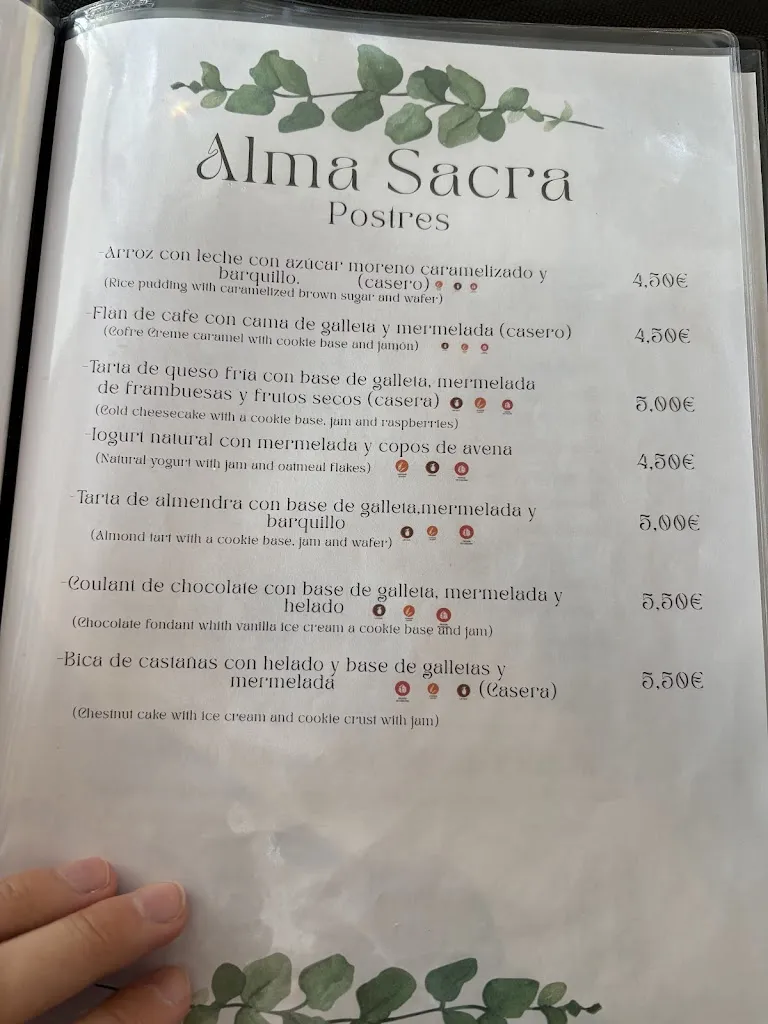 Alma Sacra
Postres
-Arroz con leche con azúcar moreno caramelizado y
barquillo. (casero)
4,50€
(Rice pudding with caramelized brown sugar and wafer)
-Flan de cafe con cama de galleta y mermelada (casero)
4,50€
(Cofre Creme caramel with cookie base and jamón)
-Tarta de queso fria con base de galleta, mermelada
de frambuesas y frutos secos (casera)
5,00€
(Cold cheesecake with a cookie base, jam and raspberries)
-Iogurt natural con mermelada y copos de avena
4,50€
(Natural yogurt with jam and oatmeal flakes)
-Tarta de almendra con base de galleta,mermelada y
barquillo
5,00€
(Almond tart with a cookie base, jam and wafer)
-Coulant de chocolate con base de galleta, mermelada y
helado
5,50€
(Chocolate fondant whith vanilla ice cream a cookie base and jam)
-Bica de castañas con helado y base de galletas y
mermelada (Casera)
5,50€
(Chestnut cake with ice cream and cookie crust with jam)